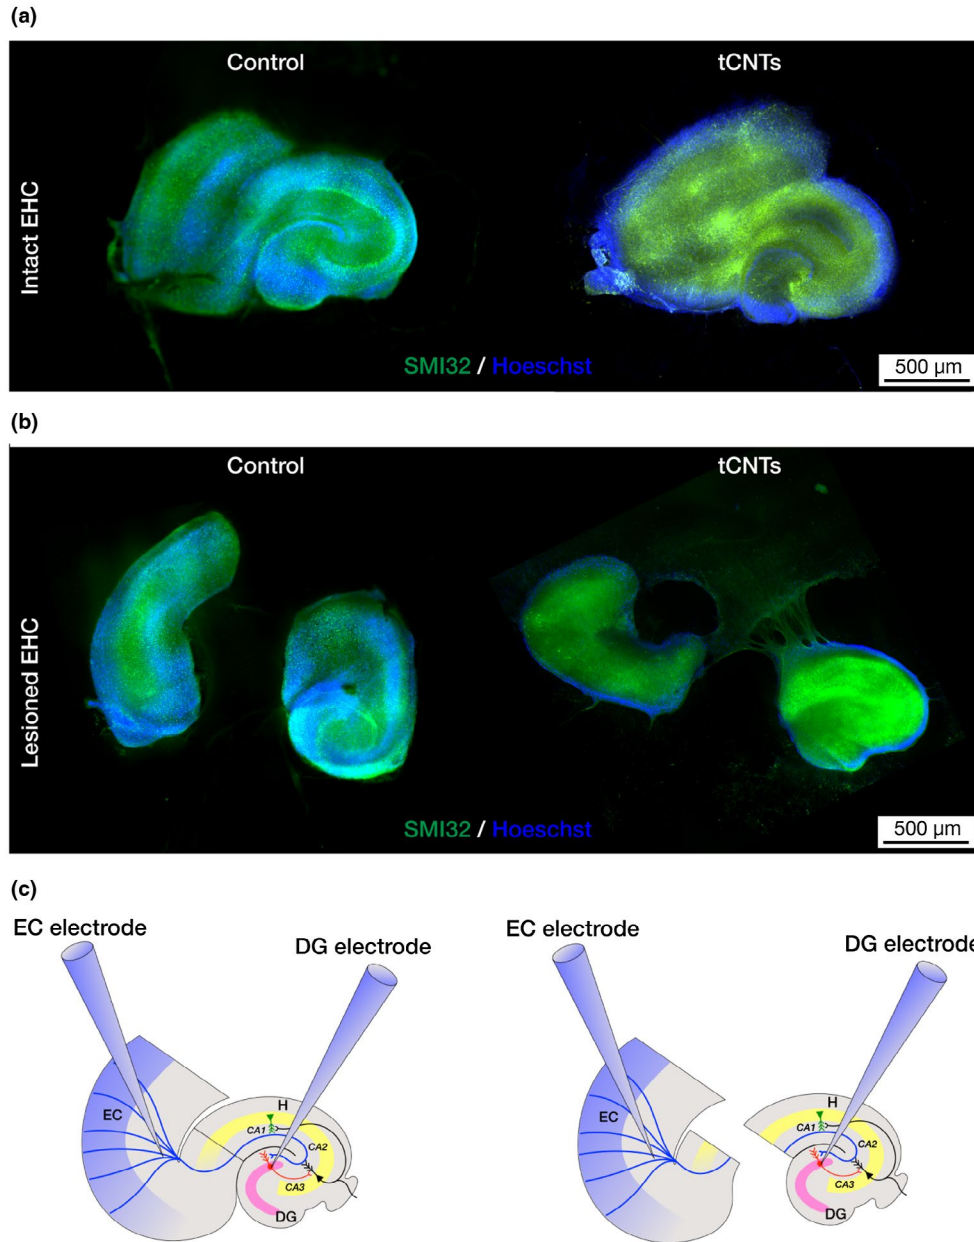 (a)
Control
tCNTs
Intact EHC
SMI32 / Hoeschst
500 µm
(b)
Control
tCNTs
Lesioned EHC
SMI32 / Hoeschst
500 µm
(c)
EC electrode
DG electrode
EC
H
CA1
CA2
CA3
DG
EC electrode
DG electrode
EC
H
CA1
CA2
CA3
DG